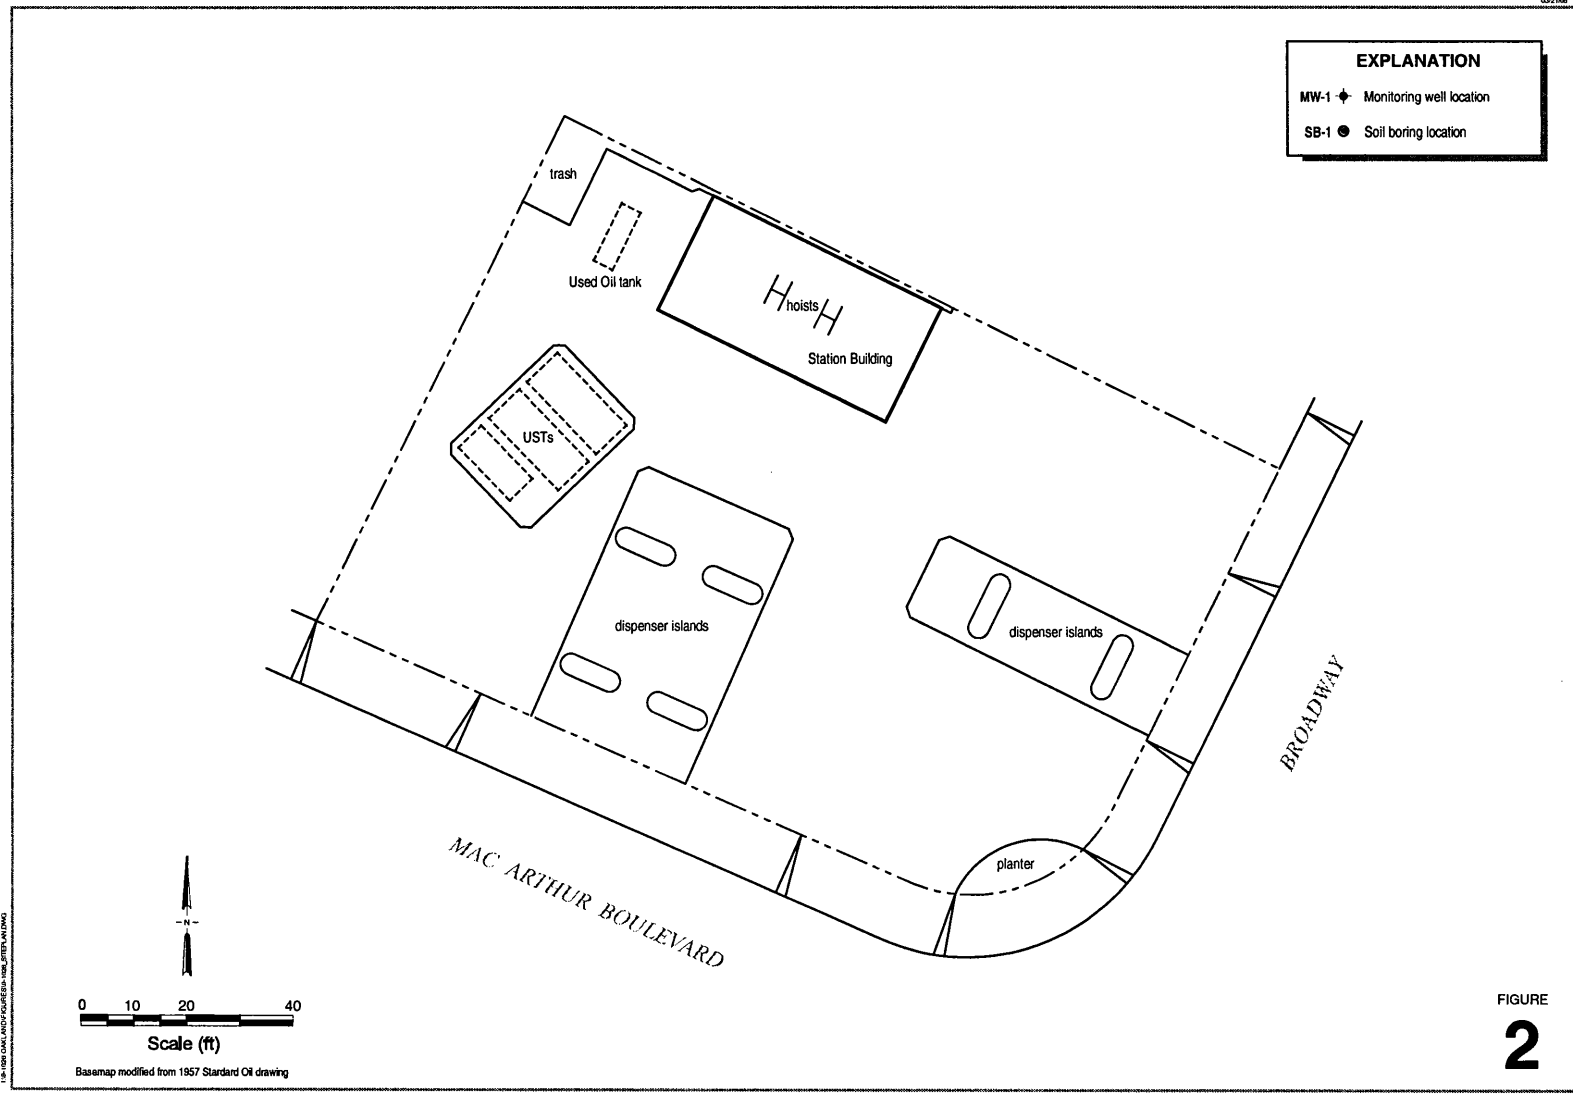 EXPLANATION
MW-1 Monitoring well location
SB-1 Soil boring location
trash
Used Oil tank
hoists
Station Building
USTs
dispenser islands
dispenser islands
BROADWAY
planter
MAC ARTHUR BOULEVARD
N
0 10 20 40
Scale (ft)
Basemap modified from 1957 Standard Oil drawing
FIGURE
2